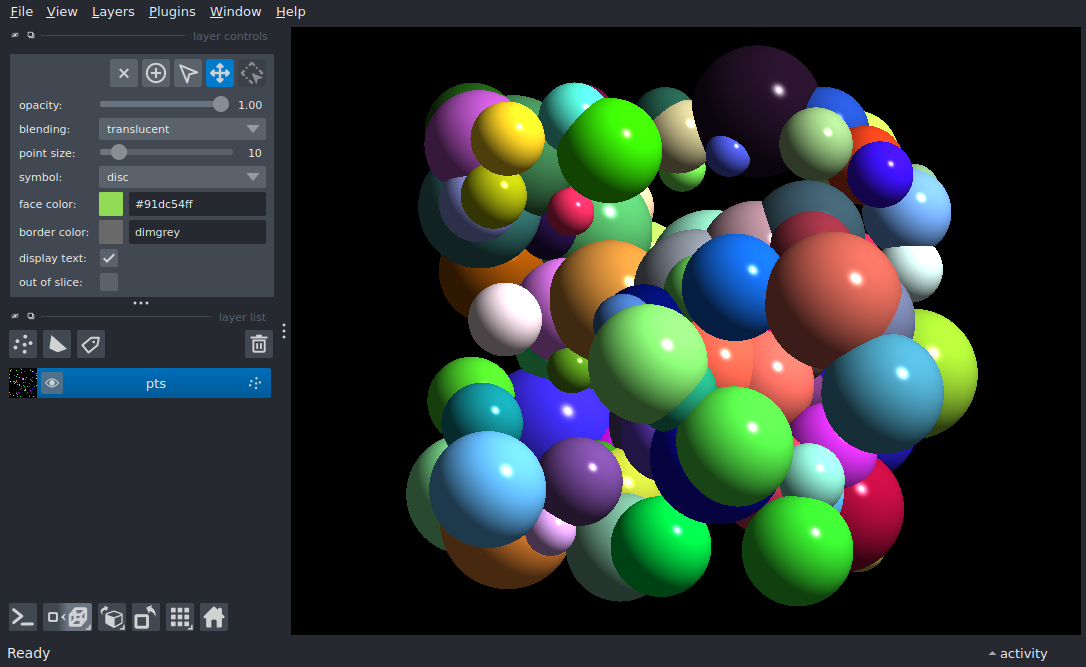 File View Layers Plugins Window Help
layer controls
opacity: 1.00
blending: translucent
point size: 10
symbol: disc
face color: #91dc54ff
border color: dimgrey
display text:
out of slice:
layer list
pts
Ready
activity